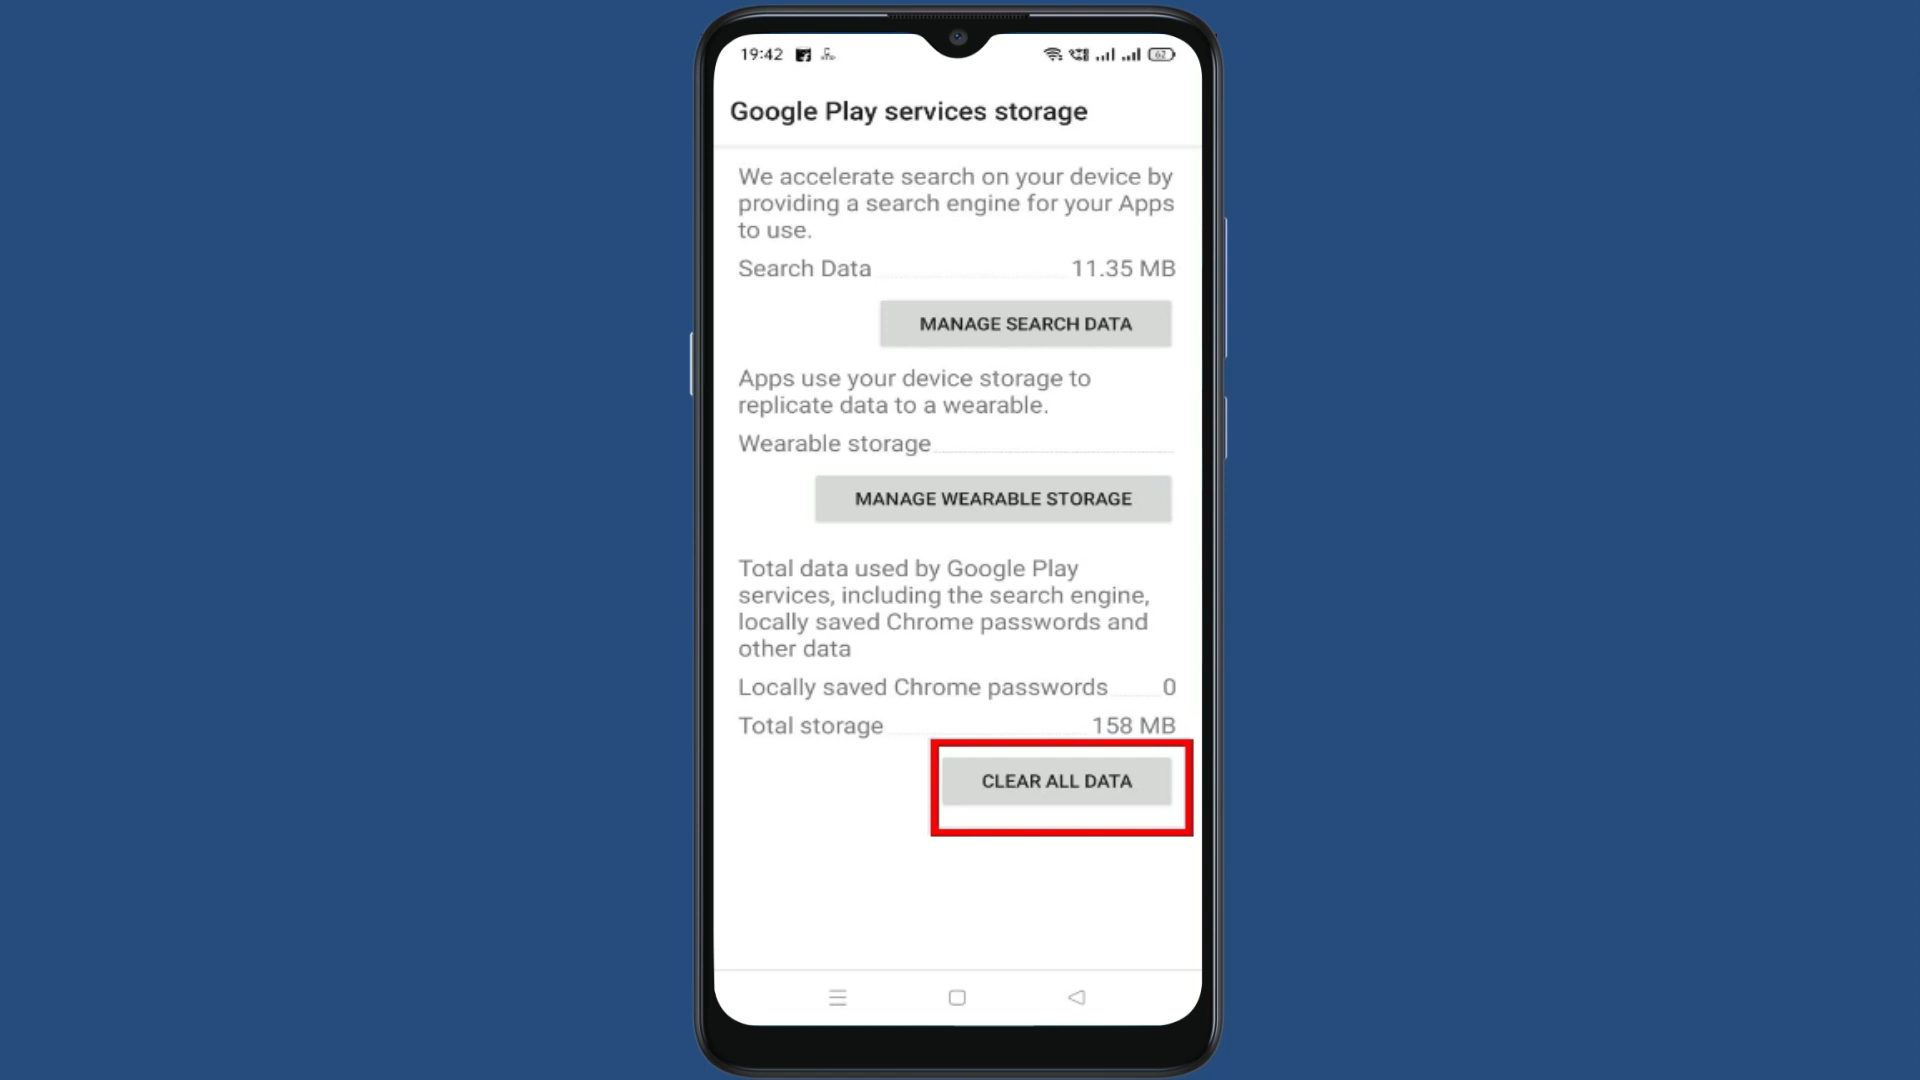 19:42
62
Google Play services storage
We accelerate search on your device by
providing a search engine for your Apps
to use.
Search Data 11.35 MB
MANAGE SEARCH DATA
Apps use your device storage to
replicate data to a wearable.
Wearable storage
MANAGE WEARABLE STORAGE
Total data used by Google Play
services, including the search engine,
locally saved Chrome passwords and
other data
Locally saved Chrome passwords 0
Total storage 158 MB
CLEAR ALL DATA